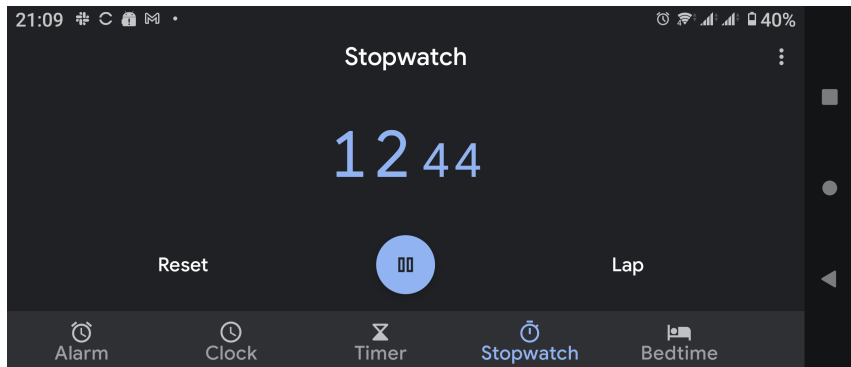 21:09 40%
Stopwatch
12 44
Reset Lap
Alarm Clock Timer Stopwatch Bedtime